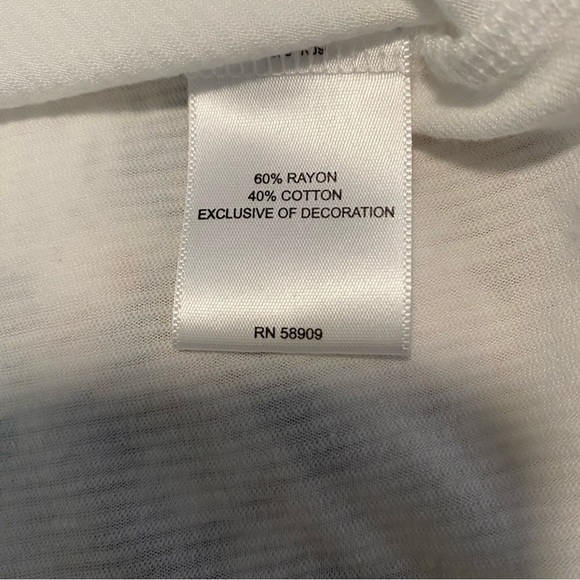 60% RAYON
40% COTTON
EXCLUSIVE OF DECORATION
RN 58909